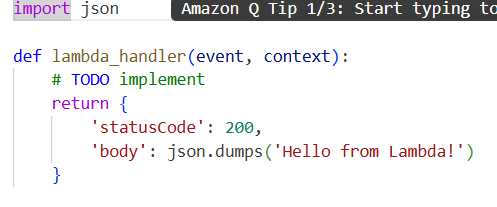 import json Amazon Q Tip 1/3: Start typing to
def lambda_handler(event, context):
    # TODO implement
    return {
        'statusCode': 200,
        'body': json.dumps('Hello from Lambda!')
    }